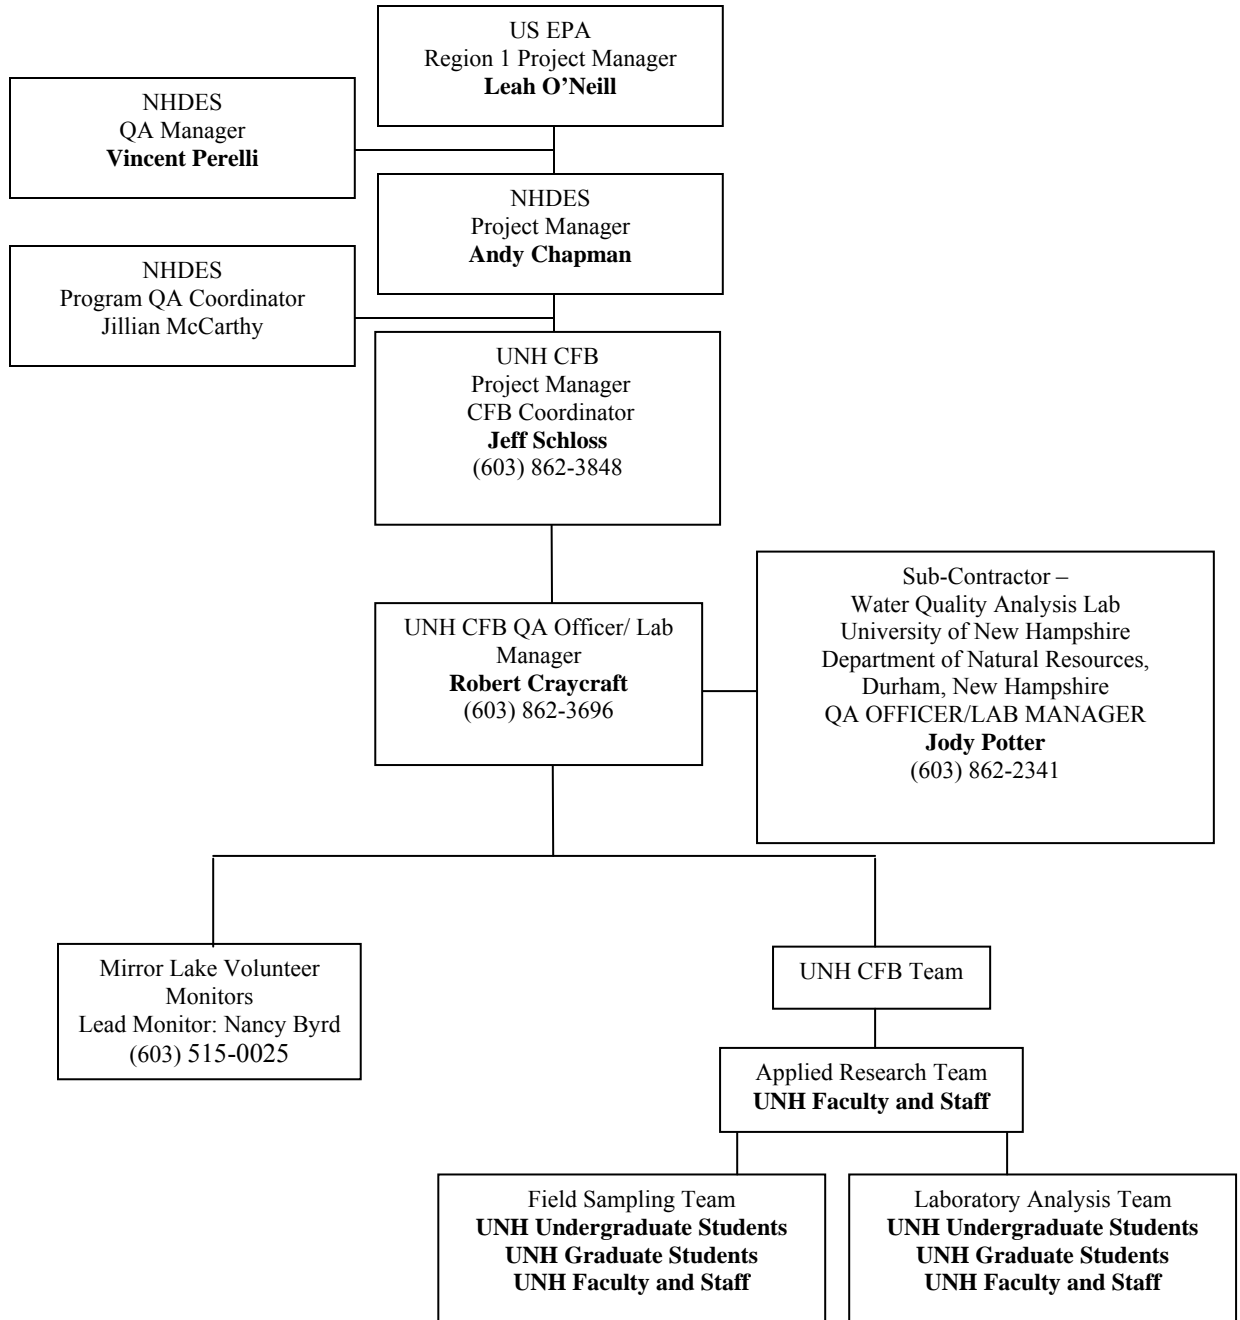 US EPA
Region 1 Project Manager
Leah O’Neill
NHDES
QA Manager
Vincent Perelli
NHDES
Project Manager
Andy Chapman
NHDES
Program QA Coordinator
Jillian McCarthy
UNH CFB
Project Manager
CFB Coordinator
Jeff Schloss
(603) 862-3848
UNH CFB QA Officer/ Lab
Manager
Robert Craycraft
(603) 862-3696
Sub-Contractor –
Water Quality Analysis Lab
University of New Hampshire
Department of Natural Resources,
Durham, New Hampshire
QA OFFICER/LAB MANAGER
Jody Potter
(603) 862-2341
Mirror Lake Volunteer
Monitors
Lead Monitor: Nancy Byrd
(603) 515-0025
UNH CFB Team
Applied Research Team
UNH Faculty and Staff
Field Sampling Team
UNH Undergraduate Students
UNH Graduate Students
UNH Faculty and Staff
Laboratory Analysis Team
UNH Undergraduate Students
UNH Graduate Students
UNH Faculty and Staff